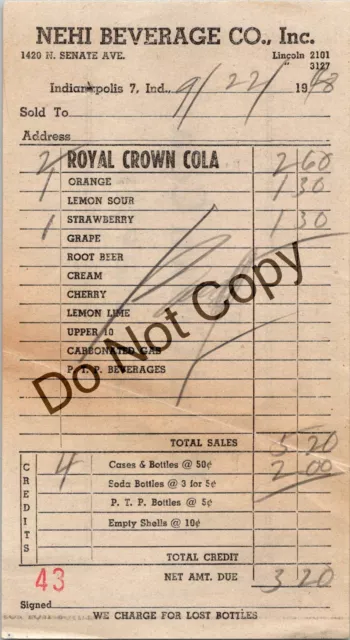 NEHI BEVERAGE CO., Inc.
1420 N. SENATE AVE. Lincoln 2101
" 3127
Indianapolis 7, Ind., 9/22/ 1948
Sold To
Address
2 ROYAL CROWN COLA 2 60
1 ORANGE 1 30
LEMON SOUR
1 STRAWBERRY 1 30
GRAPE
ROOT BEER
CREAM
CHERRY
LEMON LIME
UPPER 10
CARBONATED GAS
P. T. P. BEVERAGES
Do Not Copy
TOTAL SALES 5 20
CREDITS
4 Cases & Bottles @ 50¢ 2 00
Soda Bottles @ 3 for 5¢
P. T. P. Bottles @ 5¢
Empty Shells @ 10¢
TOTAL CREDIT
43 NET AMT. DUE 3 20
Signed
WE CHARGE FOR LOST BOTTLES